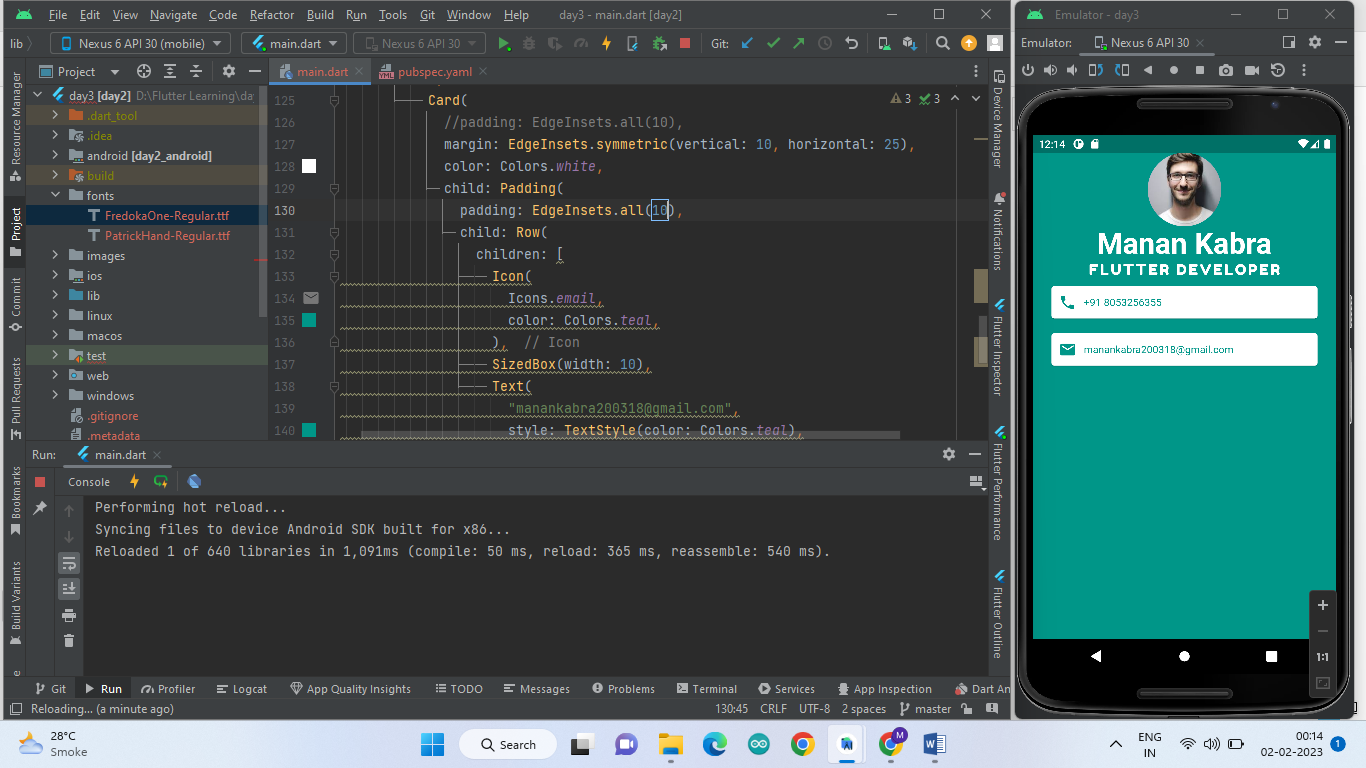 File Edit View Navigate Code Refactor Build Run Tools Git Window Help day3 - main.dart [day2]
lib Nexus 6 API 30 (mobile) main.dart Nexus 6 API 30 Git:
Project main.dart pubspec.yaml
day3 [day2] D:\Flutter Learning\da
.dart_tool
.idea
android [day2_android]
build
fonts
FredokaOne-Regular.ttf
PatrickHand-Regular.ttf
images
ios
lib
linux
macos
test
web
windows
.gitignore
.metadata
Resource Manager
Project
Commit
Pull Requests
Bookmarks
Build Variants
3 3
125 Card(
126 //padding: EdgeInsets.all(10),
127 margin: EdgeInsets.symmetric(vertical: 10, horizontal: 25),
128 color: Colors.white,
129 child: Padding(
130 padding: EdgeInsets.all(10),
131 child: Row(
132 children: [
133 Icon(
134 Icons.email,
135 color: Colors.teal,
136 ), // Icon
137 SizedBox(width: 10),
138 Text(
139 "manankabra200318@gmail.com",
140 style: TextStyle(color: Colors.teal),
Device Manager
Notifications
Flutter Inspector
Flutter Performance
Flutter Outline
Run: main.dart
Console
Performing hot reload...
Syncing files to device Android SDK built for x86...
Reloaded 1 of 640 libraries in 1,091ms (compile: 50 ms, reload: 365 ms, reassemble: 540 ms).
Git Run Profiler Logcat App Quality Insights TODO Messages Problems Terminal Services App Inspection Dart An
Reloading... (a minute ago) 130:45 CRLF UTF-8 2 spaces master
Emulator - day3
Emulator: Nexus 6 API 30
12:14
Manan Kabra
FLUTTER DEVELOPER
+91 8053256355
manankabra200318@gmail.com
1:1
28°C
Smoke
Search
M
ENG
IN
00:14
02-02-2023
1